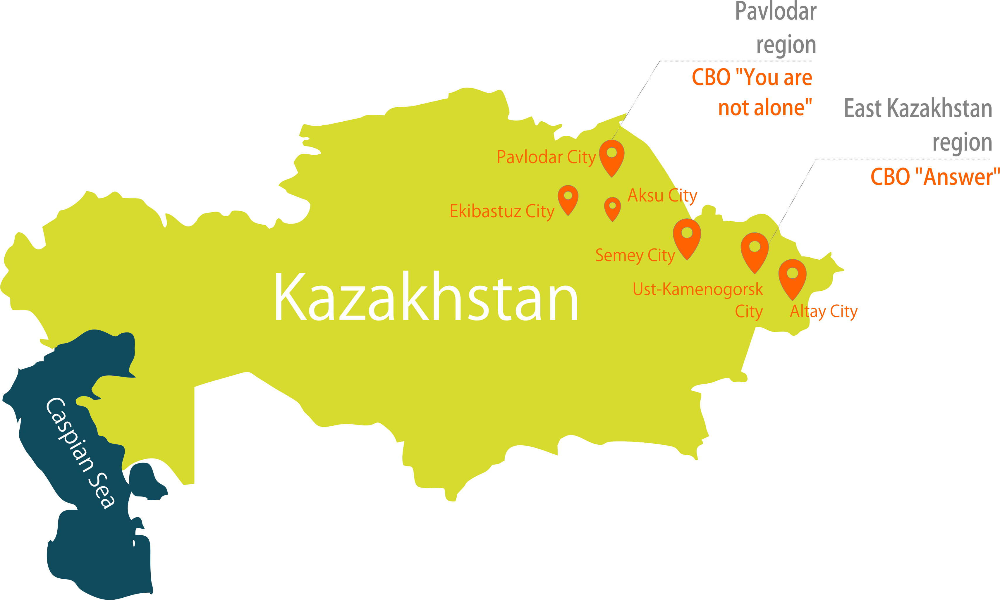 Pavlodar
region
CBO "You are
not alone"
East Kazakhstan
region
CBO "Answer"
Pavlodar City
Aksu City
Ekibastuz City
Semey City
Ust-Kamenogorsk
City
Altay City
Kazakhstan
Caspian Sea